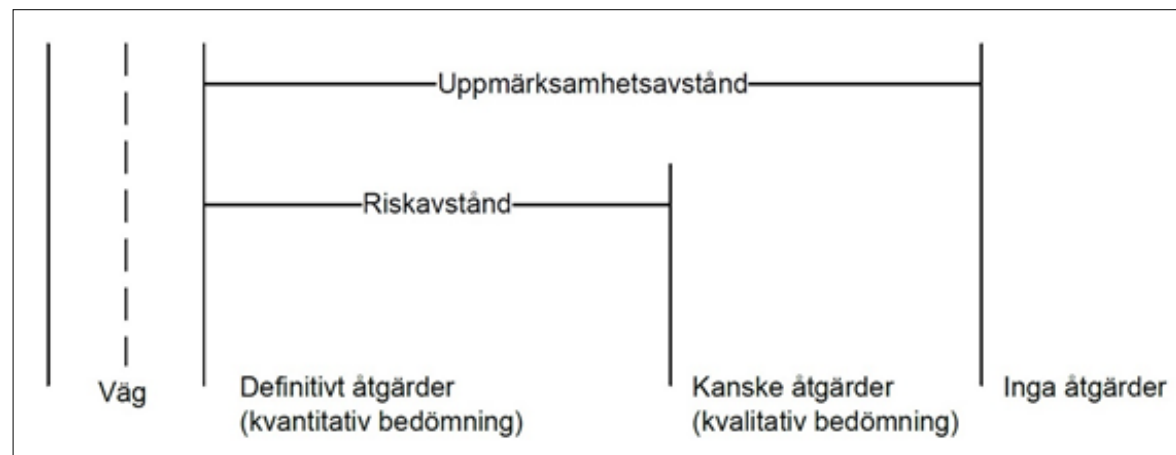 Uppmärksamhetsavstånd
Riskavstånd
Väg
Definitivt åtgärder
(kvantitativ bedömning)
Kanske åtgärder
(kvalitativ bedömning)
Inga åtgärder